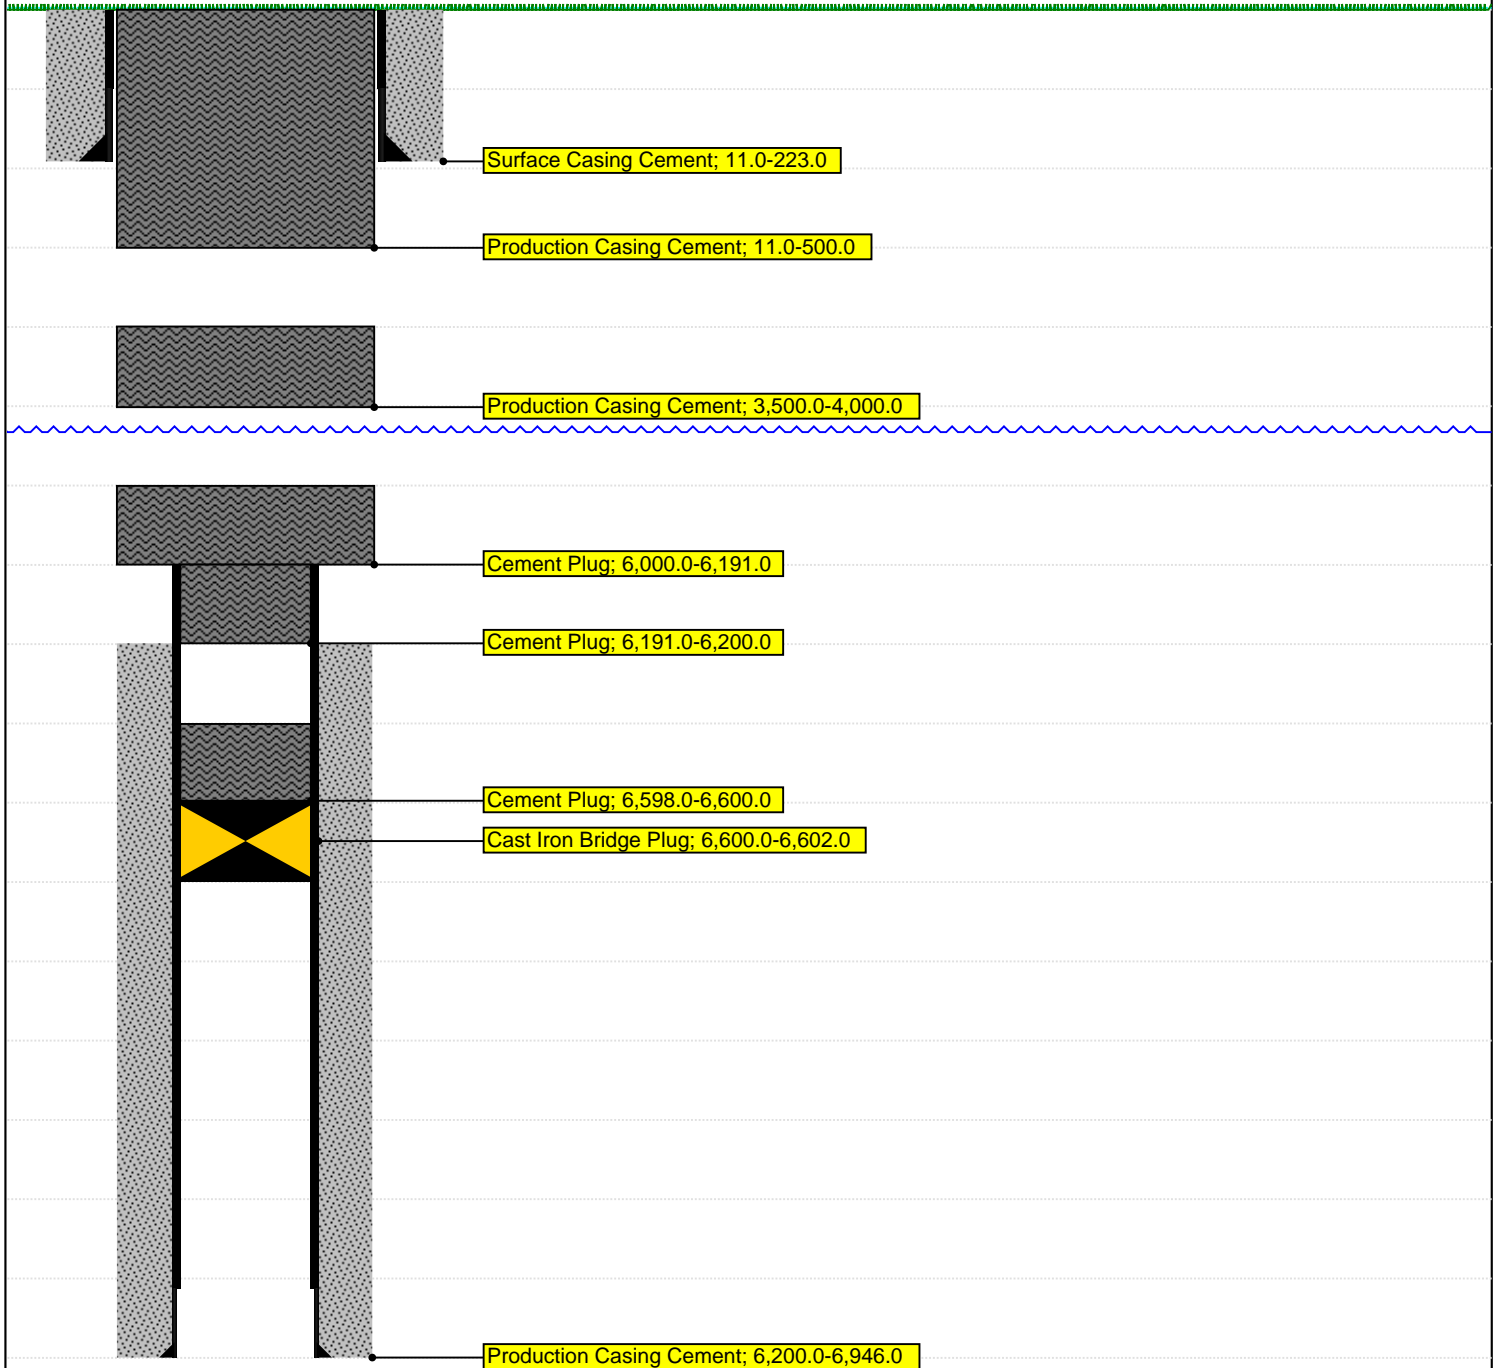 Surface Casing Cement; 11.0-223.0
Production Casing Cement; 11.0-500.0
Production Casing Cement; 3,500.0-4,000.0
Cement Plug; 6,000.0-6,191.0
Cement Plug; 6,191.0-6,200.0
Cement Plug; 6,598.0-6,600.0
Cast Iron Bridge Plug; 6,600.0-6,602.0
Production Casing Cement; 6,200.0-6,946.0